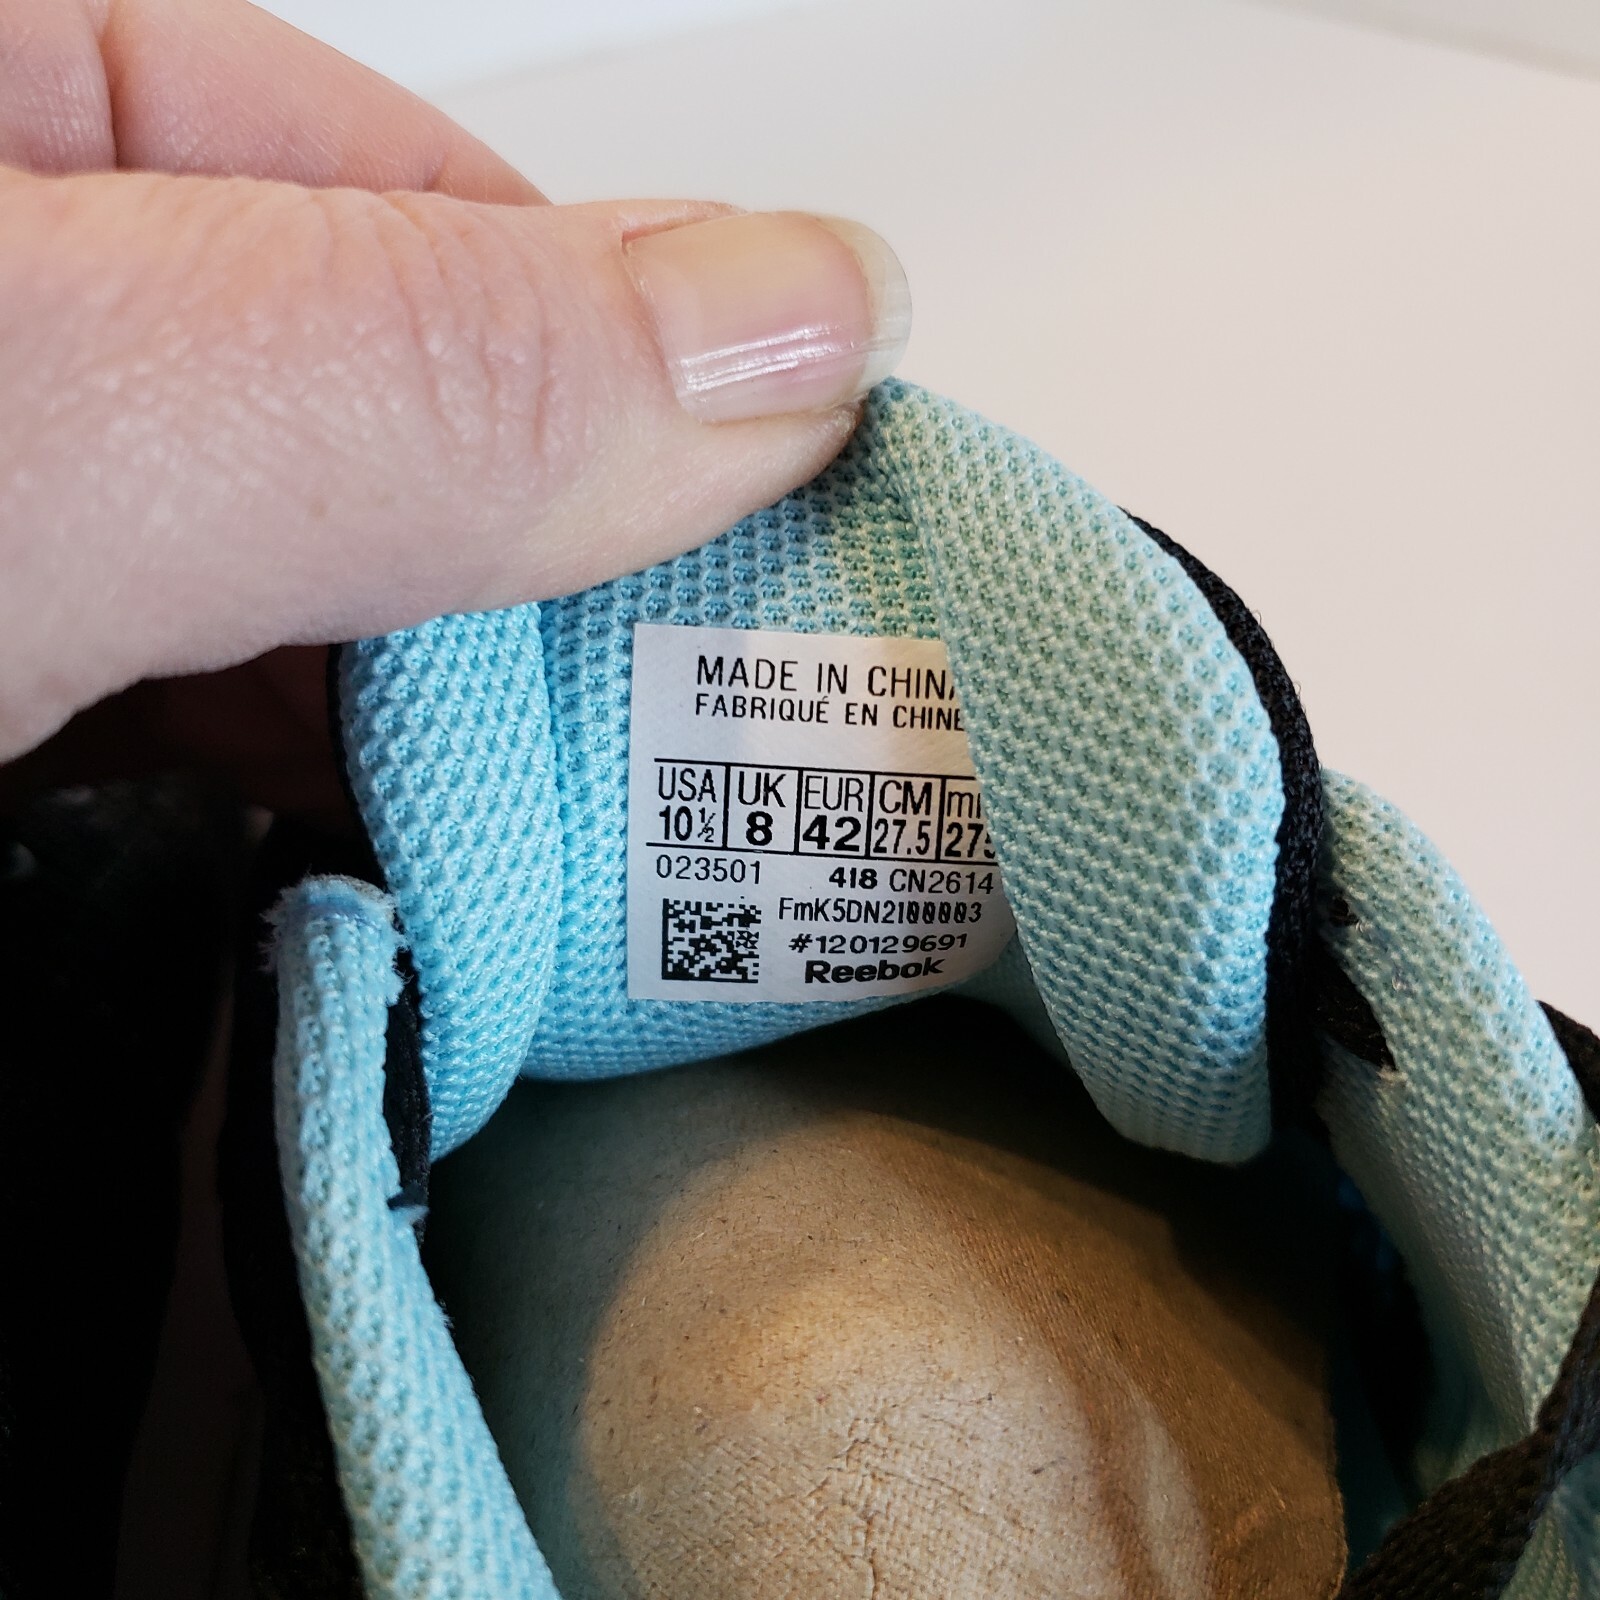 MADE IN CHINA
FABRIQUÉ EN CHINE
USA UK EUR CM
10½ 8 42 27.5 275
023501 418 CN2614
FmK5DN2100003
#120129691
Reebok